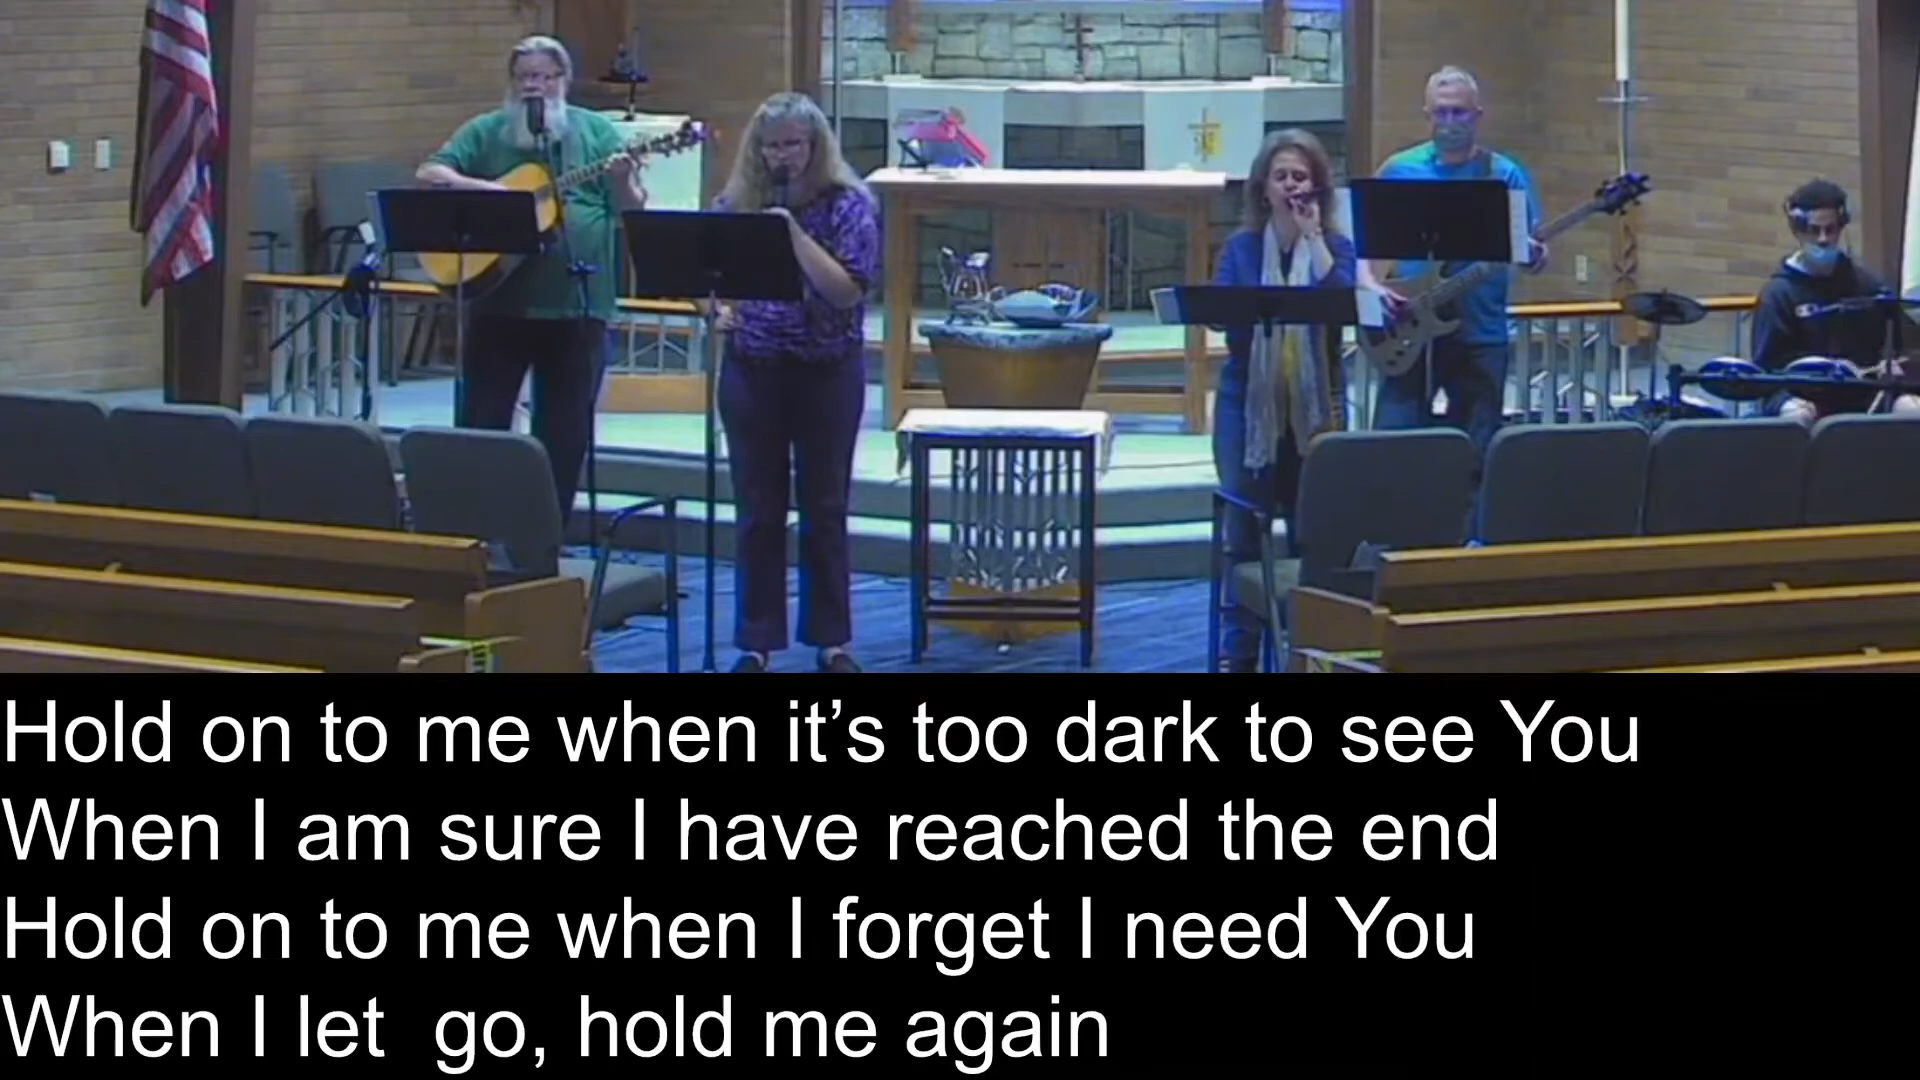 Hold on to me when it’s too dark to see You
When I am sure I have reached the end
Hold on to me when I forget I need You
When I let  go, hold me again